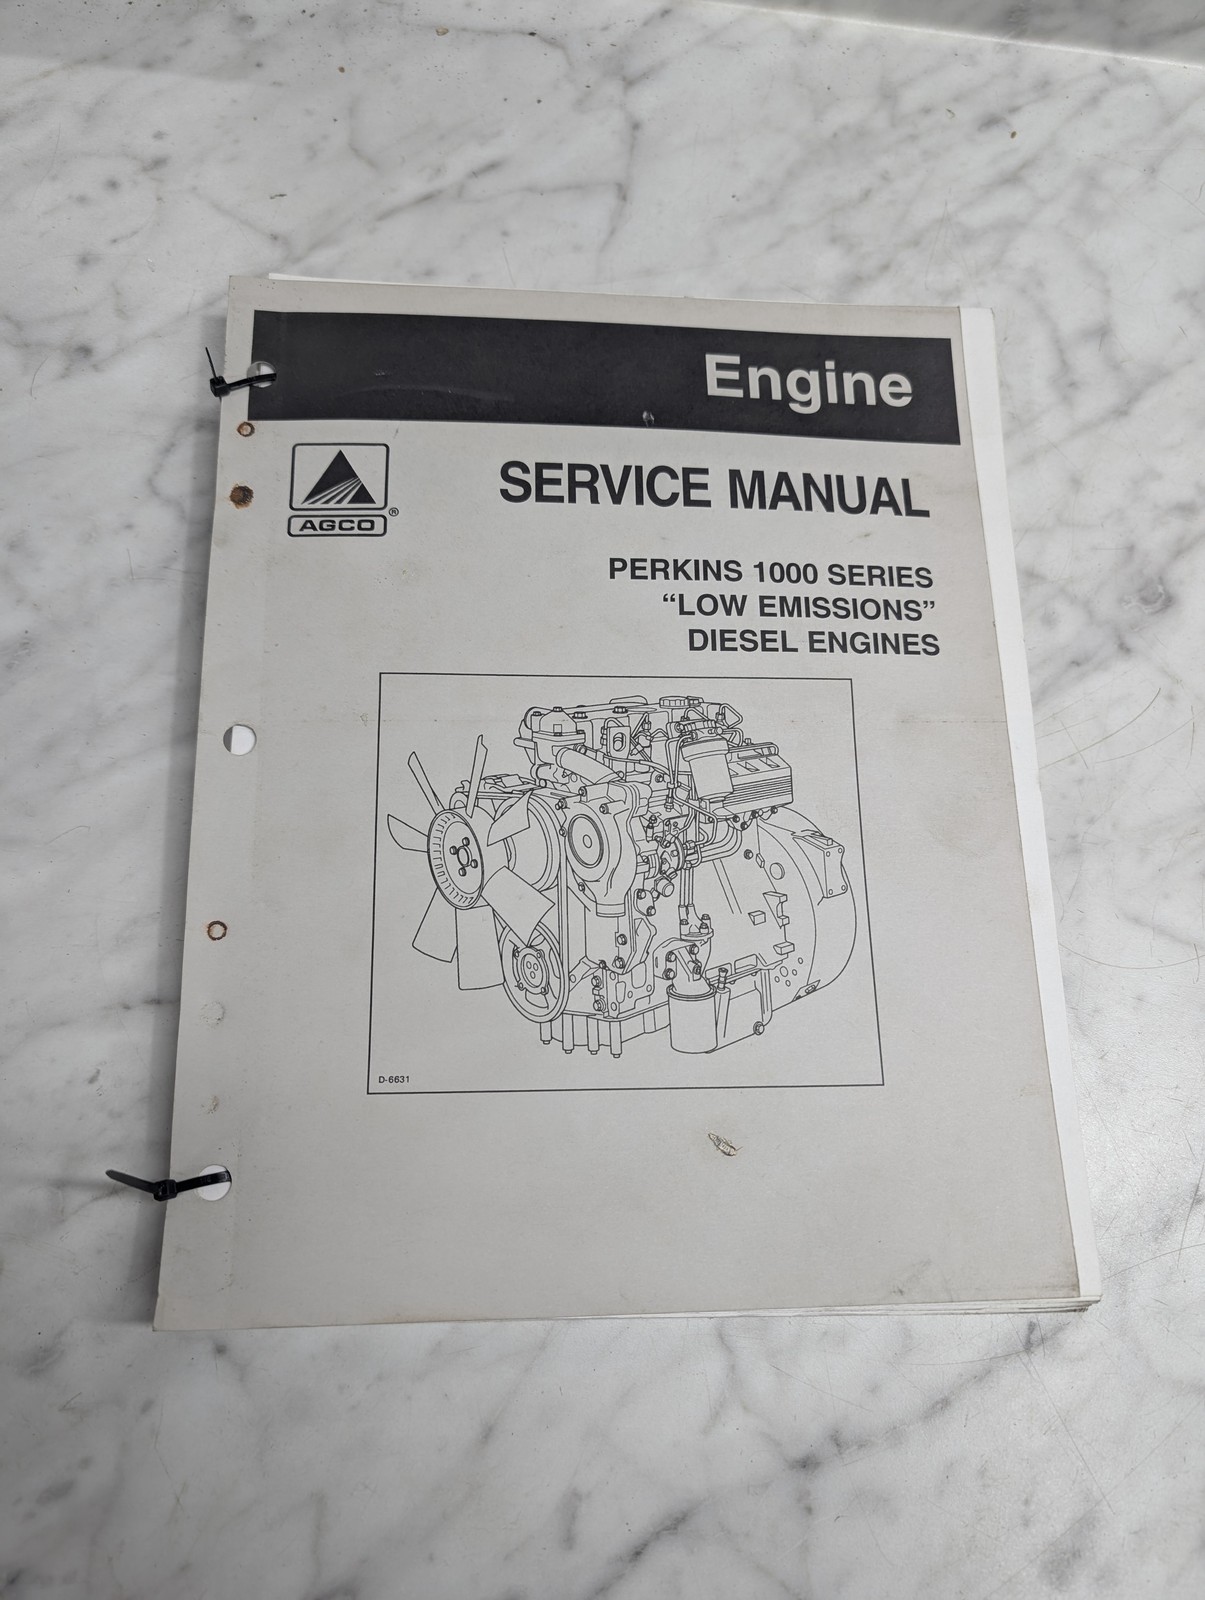 Engine
SERVICE MANUAL
AGCO®
PERKINS 1000 SERIES
“LOW EMISSIONS”
DIESEL ENGINES
D-6631